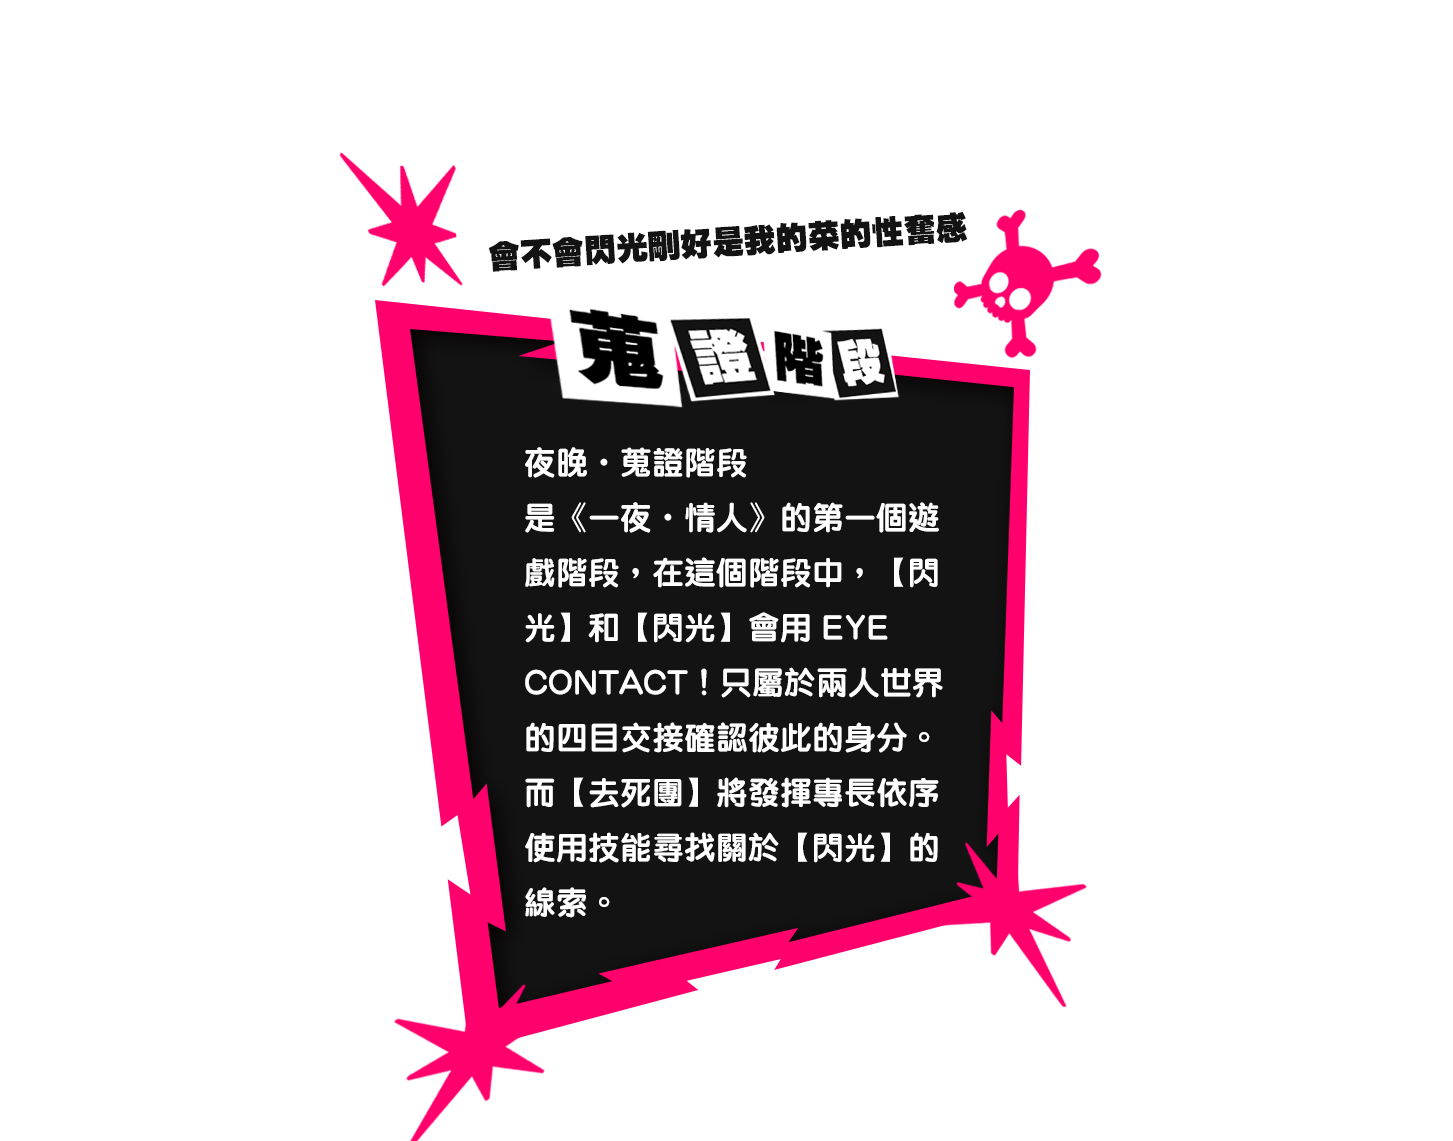 會不會閃光剛好是我的菜的性奮感
蒐證階段
夜晚・蒐證階段
是《一夜・情人》的第一個遊
戲階段，在這個階段中，【閃
光】和【閃光】會用 EYE
CONTACT！只屬於兩人世界
的四目交接確認彼此的身分。
而【去死團】將發揮專長依序
使用技能尋找關於【閃光】的
線索。